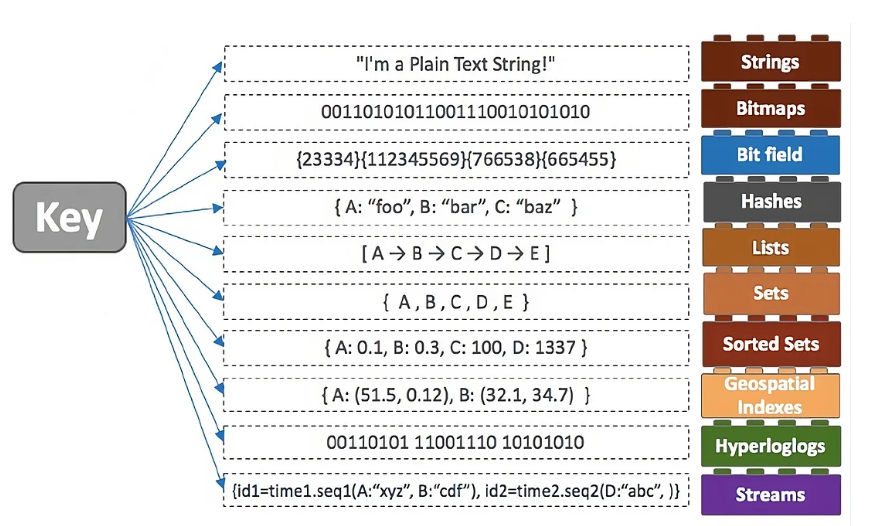 Key
"I'm a Plain Text String!"
Strings
00110101011001110010101010
Bitmaps
{23334}{112345569}{766538}{665455}
Bit field
{ A: “foo”, B: “bar”, C: “baz” }
Hashes
[ A → B → C → D → E ]
Lists
{ A , B , C , D , E }
Sets
{ A: 0.1, B: 0.3, C: 100, D: 1337 }
Sorted Sets
{ A: (51.5, 0.12), B: (32.1, 34.7) }
Geospatial
Indexes
00110101 11001110 10101010
Hyperloglogs
{id1=time1.seq1(A:“xyz”, B:“cdf”), id2=time2.seq2(D:“abc”, )}
Streams